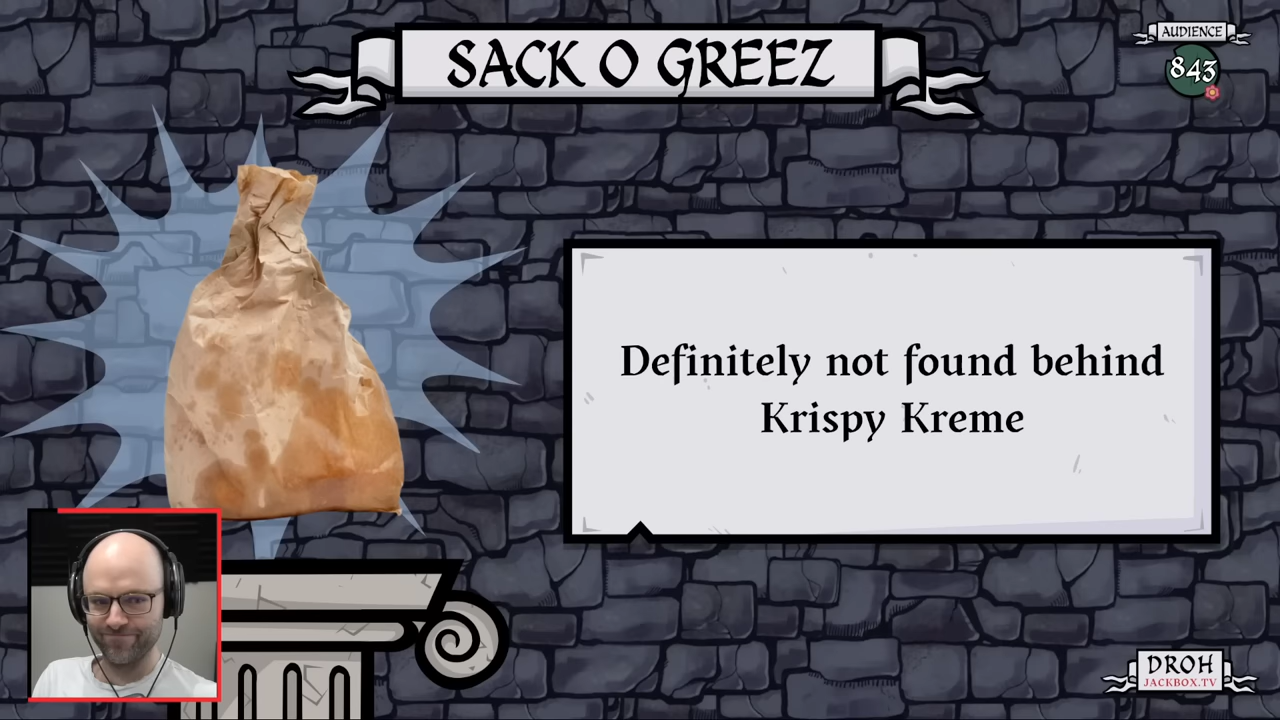 SACK O GREEZ
AUDIENCE
843
Definitely not found behind
Krispy Kreme
DROH
JACKBOX.TV